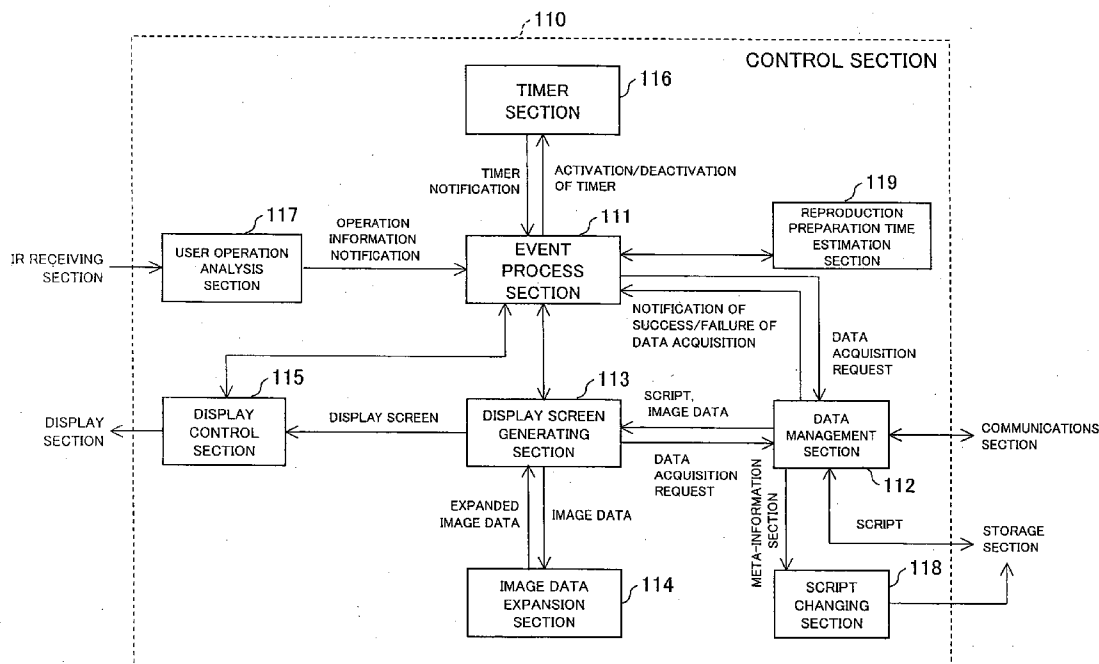 110
CONTROL SECTION
TIMER
SECTION
116
TIMER
NOTIFICATION
ACTIVATION/DEACTIVATION
OF TIMER
119
REPRODUCTION
PREPARATION TIME
ESTIMATION
SECTION
117
OPERATION
INFORMATION
NOTIFICATION
111
IR RECEIVING
SECTION
USER OPERATION
ANALYSIS
SECTION
EVENT
PROCESS
SECTION
NOTIFICATION OF
SUCCESS/FAILURE OF
DATA ACQUISITION
DATA
ACQUISITION
REQUEST
115
113
DISPLAY
SECTION
DISPLAY
CONTROL
SECTION
DISPLAY SCREEN
DISPLAY SCREEN
GENERATING
SECTION
SCRIPT,
IMAGE DATA
DATA
MANAGEMENT
SECTION
COMMUNICATIONS
SECTION
DATA
ACQUISITION
REQUEST
112
EXPANDED
IMAGE DATA
IMAGE DATA
META-INFORMATION
SECTION
SCRIPT
STORAGE
SECTION
IMAGE DATA
EXPANSION
SECTION
114
SCRIPT
CHANGING
SECTION
118